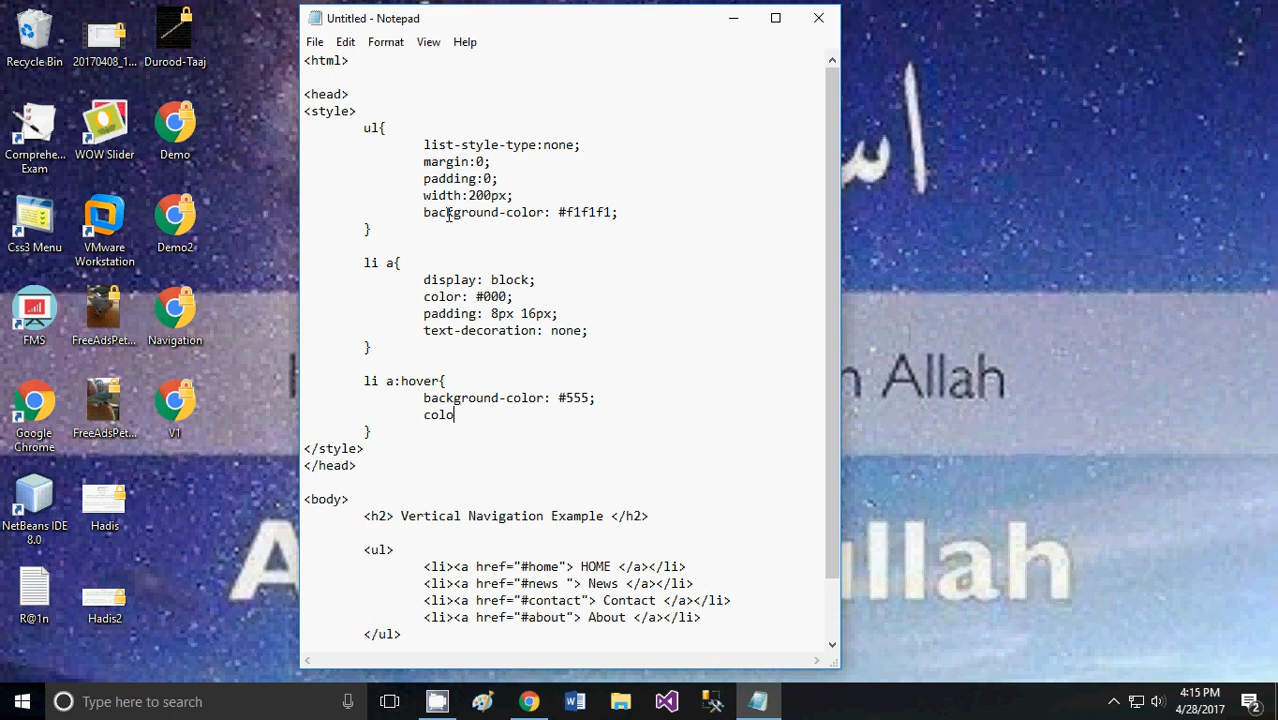 Untitled - Notepad
File Edit Format View Help
<html>
<head>
<style>
ul{
list-style-type:none;
margin:0;
padding:0;
width:200px;
background-color: #f1f1f1;
}
li a{
display: block;
color: #000;
padding: 8px 16px;
text-decoration: none;
}
li a:hover{
background-color: #555;
colo
}
</style>
</head>
<body>
<h2> Vertical Navigation Example </h2>
<ul>
<li><a href="#home"> HOME </a></li>
<li><a href="#news "> News </a></li>
<li><a href="#contact"> Contact </a></li>
<li><a href="#about"> About </a></li>
</ul>
Recycle Bin
20170408_1...
Durood-Taaj
Comprehe...
Exam
WOW Slider
Demo
Css3 Menu
VMware
Workstation
Demo2
FMS
FreeAdsPet...
Navigation
Google
Chrome
FreeAdsPet...
V1
NetBeans IDE
8.0
Hadis
R@1n
Hadis2
Allah
Type here to search
4:15 PM
4/28/2017
2